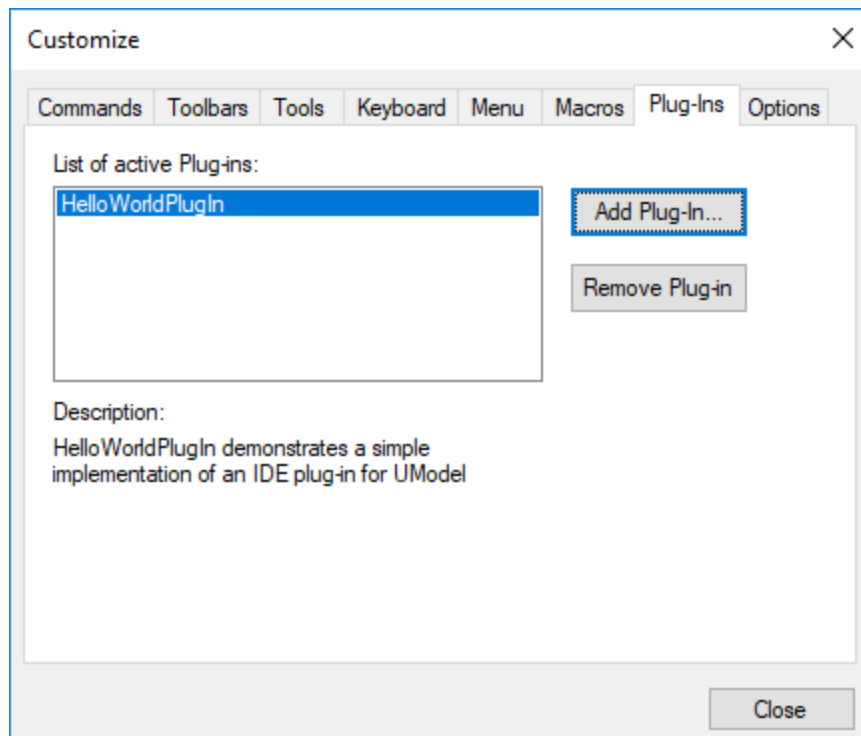 Customize
Commands Toolbars Tools Keyboard Menu Macros Plug-Ins Options
List of active Plug-ins:
HelloWorldPlugIn
Add Plug-In...
Remove Plug-in
Description:
HelloWorldPlugIn demonstrates a simple
implementation of an IDE plug-in for UModel
Close